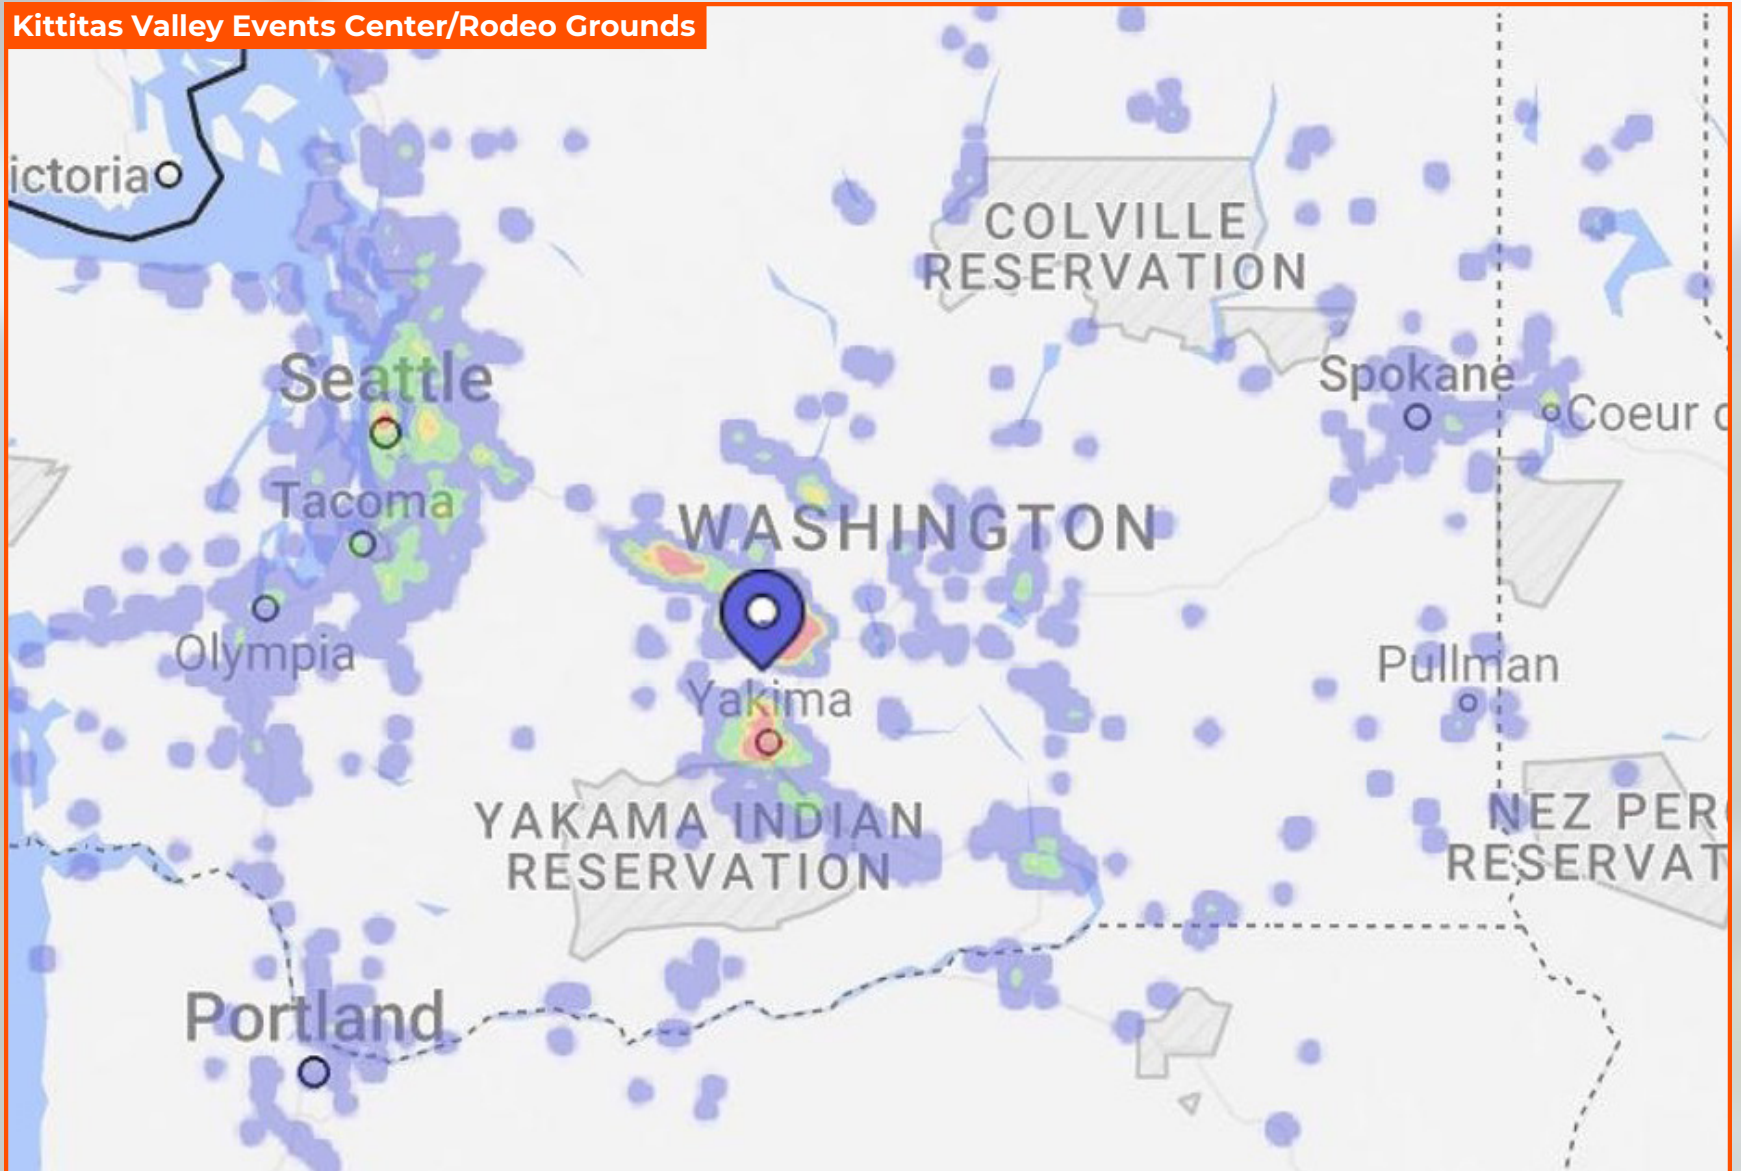 Kittitas Valley Events Center/Rodeo Grounds
ictoria
COLVILLE
RESERVATION
Seattle
Spokane
Coeur d
Tacoma
WASHINGTON
Olympia
Pullman
Yakima
YAKAMA INDIAN
RESERVATION
NEZ PER
RESERVAT
Portland